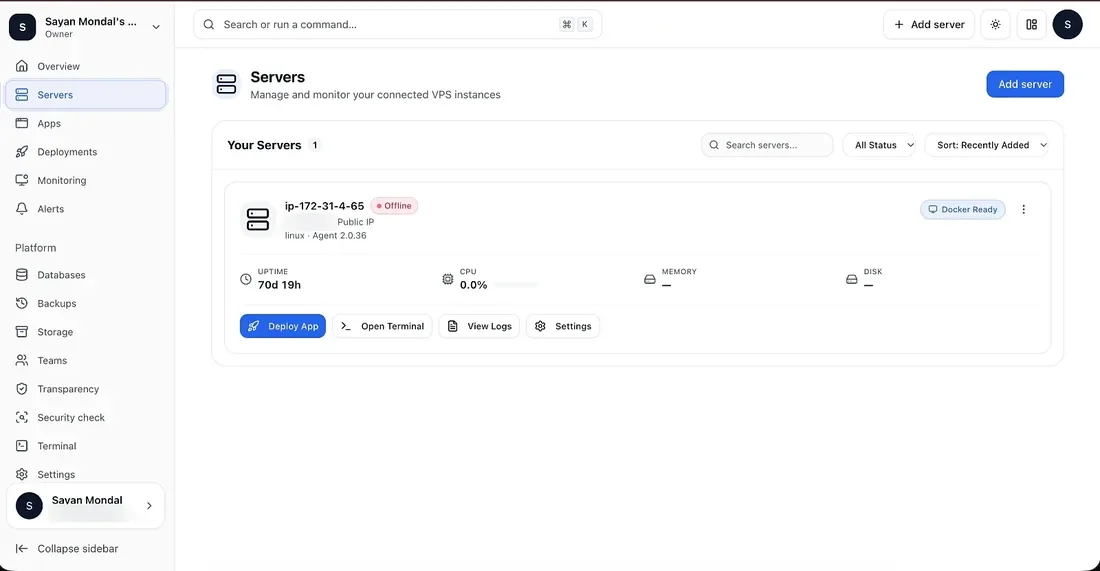 S
Sayan Mondal's ...
Owner
Search or run a command...
⌘ K
Add server
S
Overview
Servers
Apps
Deployments
Monitoring
Alerts
Platform
Databases
Backups
Storage
Teams
Transparency
Security check
Terminal
Settings
S
Sayan Mondal
Collapse sidebar
Servers
Manage and monitor your connected VPS instances
Add server
Your Servers 1
Search servers...
All Status
Sort: Recently Added
ip-172-31-4-65
Offline
Public IP
linux · Agent 2.0.36
Docker Ready
UPTIME
70d 19h
CPU
0.0%
MEMORY
—
DISK
—
Deploy App
Open Terminal
View Logs
Settings